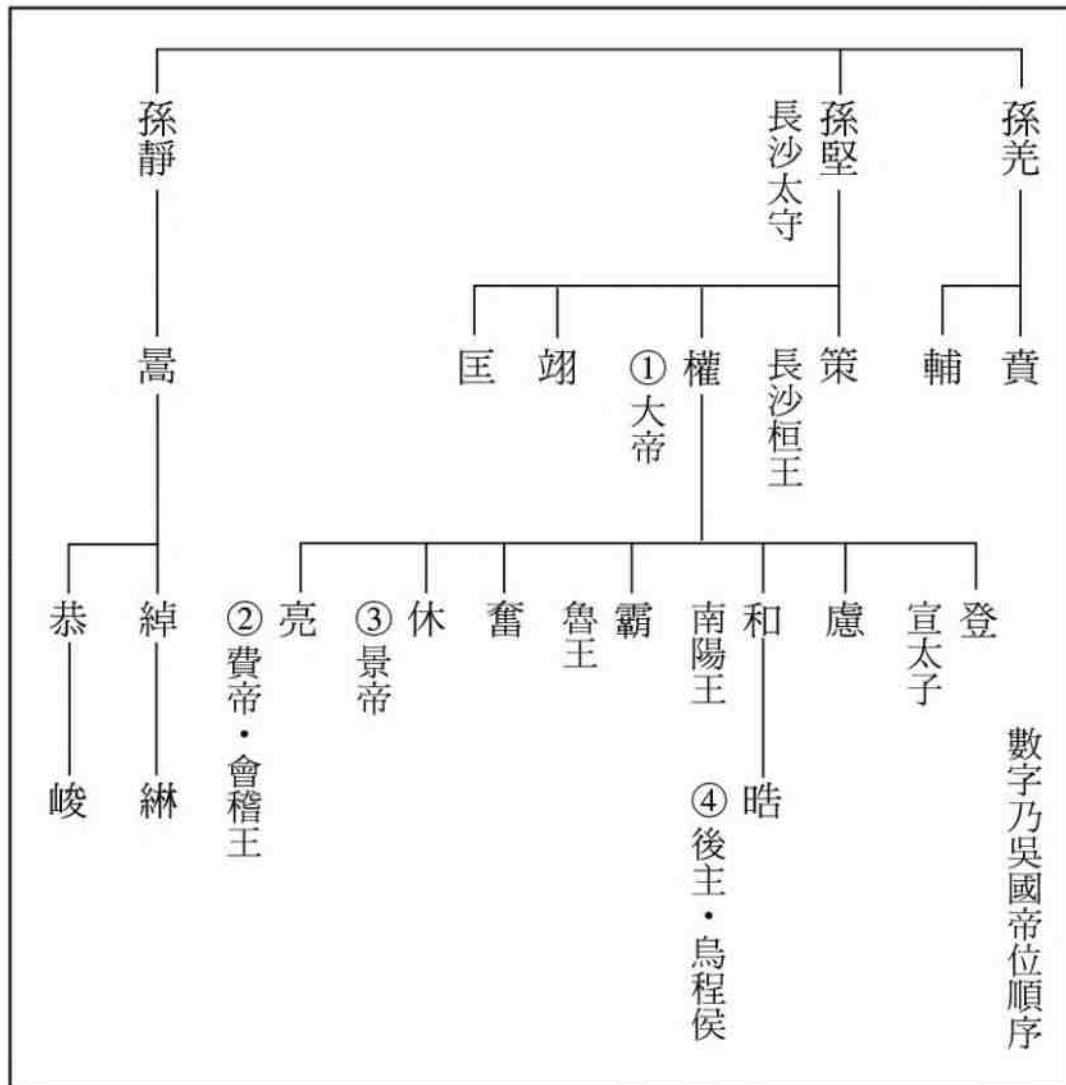 孫羌
孫堅
長沙太守
孫靜
賁
輔
策
長沙桓王
權
①大帝
翊
匡
暠
登
宣太子
慮
和
南陽王
霸
魯王
奮
休
③景帝
亮
②費帝・會稽王
綽
恭
晧
④後主・烏程侯
綝
峻
數字乃吳國帝位順序